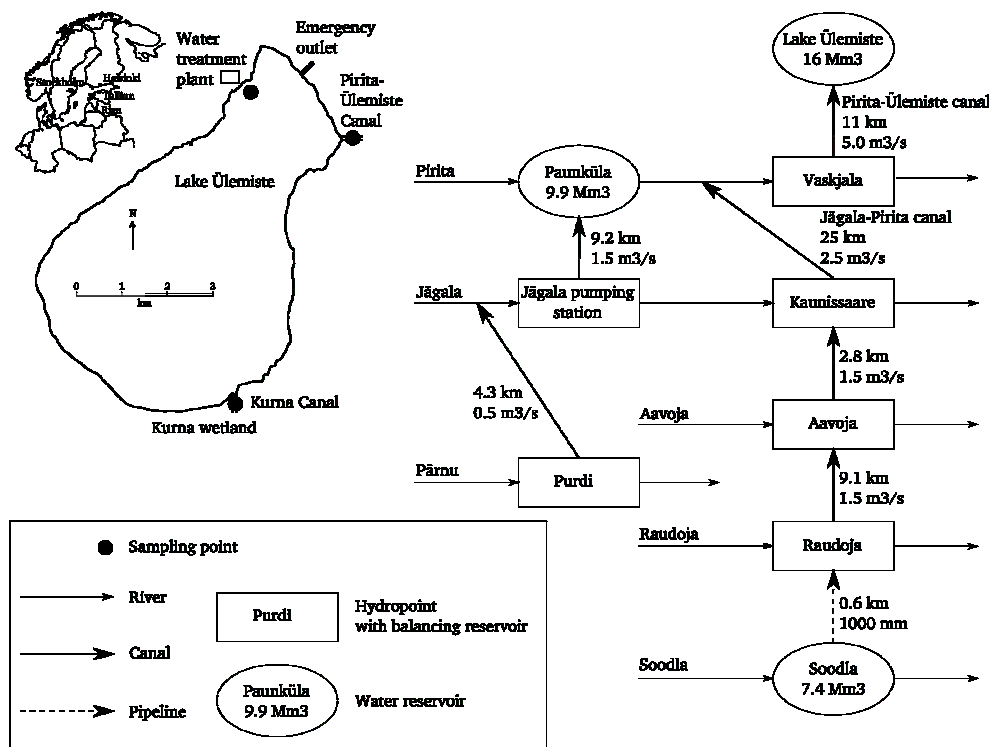 Stockholm
Helsinki
Tallinn
Riga
Water
treatment
plant
Emergency
outlet
Pirita-
Ülemiste
Canal
Lake Ülemiste
N
0 1 2 3
km
Kurna Canal
Kurna wetland
Lake Ülemiste
16 Mm3
Pirita-Ülemiste canal
11 km
5.0 m3/s
Pirita
Paunküla
9.9 Mm3
Vaskjala
Jägala-Pirita canal
25 km
2.5 m3/s
9.2 km
1.5 m3/s
Jägala
Jägala pumping
station
Kaunissaare
2.8 km
1.5 m3/s
4.3 km
0.5 m3/s
Aavoja
Aavoja
9.1 km
1.5 m3/s
Pärnu
Purdi
Raudoja
Raudoja
0.6 km
1000 mm
Soodla
Soodla
7.4 Mm3
Sampling point
River
Canal
Pipeline
Purdi
Hydropoint
with balancing reservoir
Paunküla
9.9 Mm3
Water reservoir